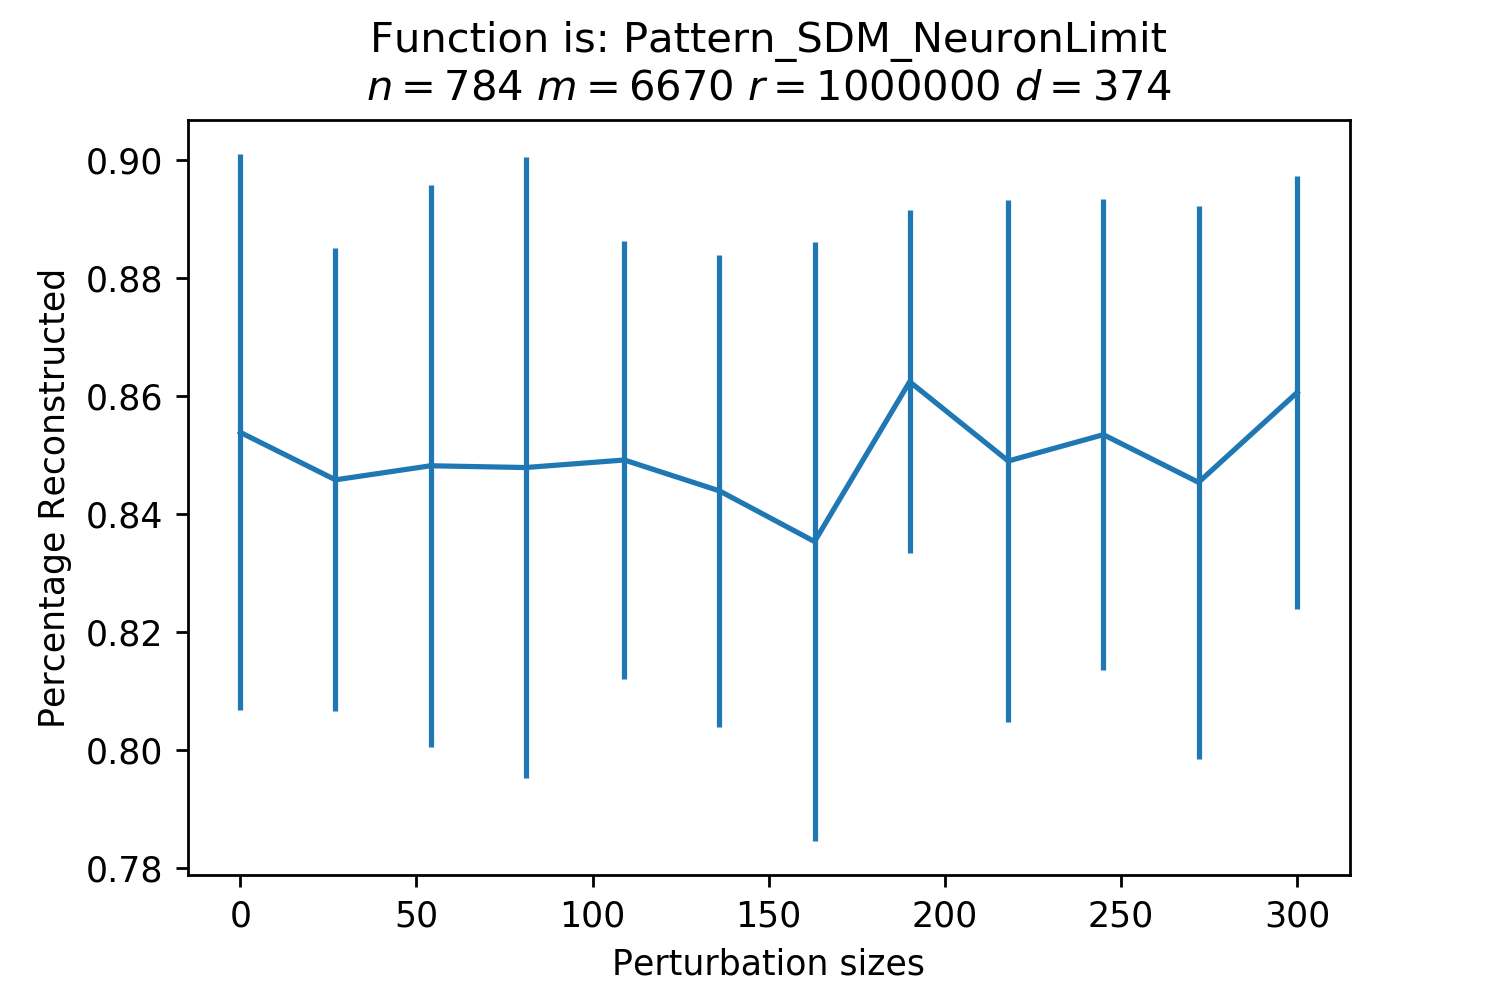 Function is: Pattern_SDM_NeuronLimit
n = 784 m = 6670 r = 1000000 d = 374
0.90
0.88
0.86
0.84
0.82
0.80
0.78
Percentage Reconstructed
0 50 100 150 200 250 300
Perturbation sizes